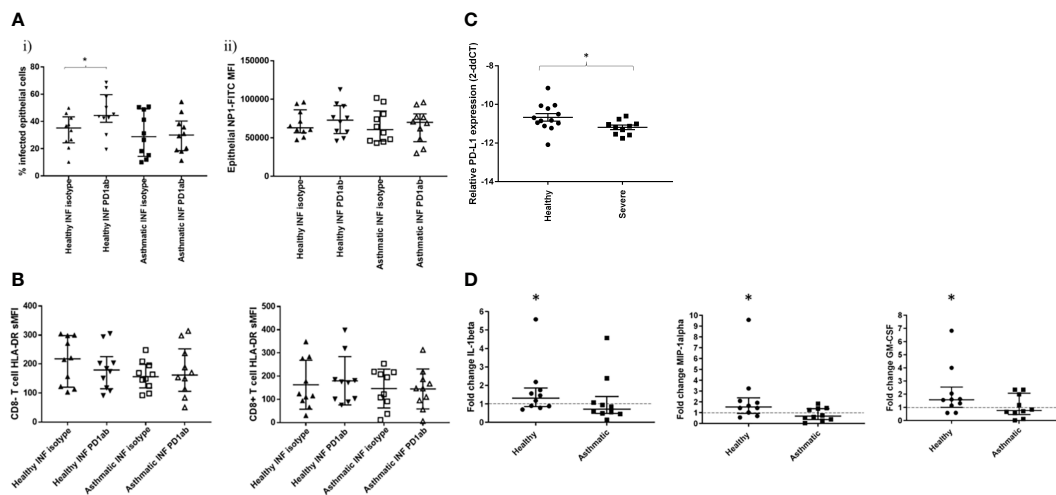 A
i)
% infected epithelial cells
80
60
40
20
0
*
Healthy INF isotype
Healthy INF PD1ab
Asthmatic INF isotype
Asthmatic INF PD1ab
ii)
Epithelial NP1-FITC MFI
150000
100000
50000
0
Healthy INF isotype
Healthy INF PD1ab
Asthmatic INF isotype
Asthmatic INF PD1ab
C
Relative PD-L1 expression (2-ddCT)
-8
-10
-12
-14
*
Healthy
Severe
B
CD8- T cell HLA-DR sMFI
400
300
200
100
0
Healthy INF isotype
Healthy INF PD1ab
Asthmatic INF isotype
Asthmatic INF PD1ab
CD8+ T cell HLA-DR sMFI
500
400
300
200
100
0
Healthy INF isotype
Healthy INF PD1ab
Asthmatic INF isotype
Asthmatic INF PD1ab
D
Fold change IL-1beta
6
5
4
3
2
1
0
*
Healthy
Asthmatic
Fold change MIP-1alpha
10
9
8
7
6
5
4
3
2
1
0
*
Healthy
Asthmatic
Fold change GM-CSF
8
7
6
5
4
3
2
1
0
*
Healthy
Asthmatic